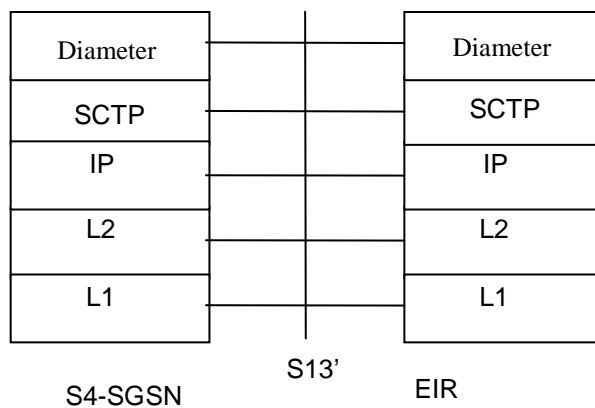 Diameter
SCTP
IP
L2
L1
Diameter
SCTP
IP
L2
L1
S4-SGSN
S13’
EIR